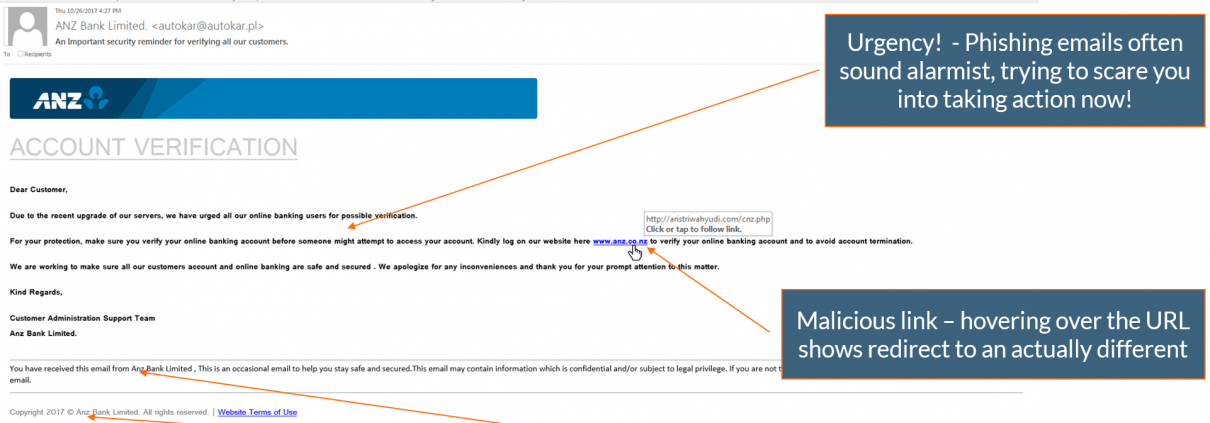 Thu 10/26/2017 4:27 PM
ANZ Bank Limited. <autokar@autokar.pl>
An Important security reminder for verifying all our customers.
To Recipients
Urgency! - Phishing emails often
sound alarmist, trying to scare you
into taking action now!
ANZ
ACCOUNT VERIFICATION
Dear Customer,
Due to the recent upgrade of our servers, we have urged all our online banking users for possible verification.
http://aristriwahyudi.com/cnz.php
Click or tap to follow link.
For your protection, make sure you verify your online banking account before someone might attempt to access your account. Kindly log on our website here www.anz.co.nz to verify your online banking account and to avoid account termination.
We are working to make sure all our customers account and online banking are safe and secured . We apologize for any inconveniences and thank you for your prompt attention to this matter.
Kind Regards,
Customer Administration Support Team
Anz Bank Limited.
Malicious link – hovering over the URL
shows redirect to an actually different
You have received this email from Anz Bank Limited , This is an occasional email to help you stay safe and secured.This email may contain information which is confidential and/or subject to legal privilege. If you are not
email.
Copyright 2017 © Anz Bank Limited. All rights reserved. | Website Terms of Use